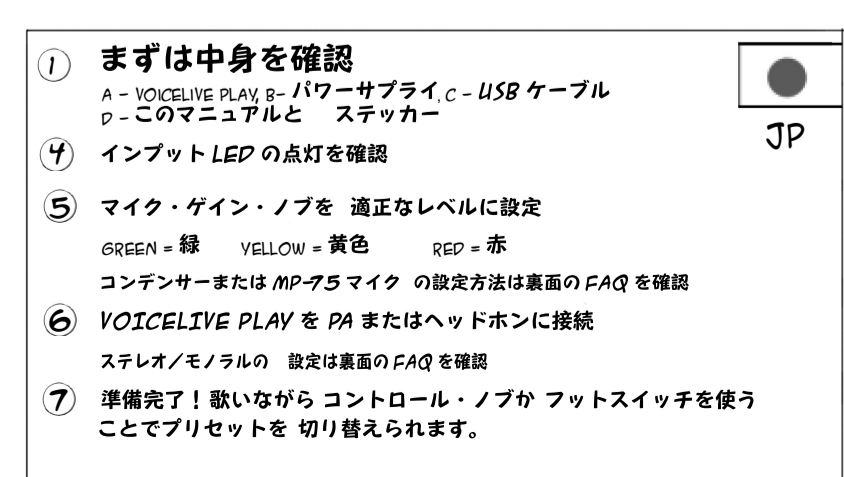 ① まずは中身を確認
A - VOICELIVE PLAY, B- パワーサプライ, C - USB ケーブル
D - このマニュアルと ステッカー
JP
④ インプット LED の点灯を確認
⑤ マイク・ゲイン・ノブを 適正なレベルに設定
GREEN = 緑 YELLOW = 黄色 RED = 赤
コンデンサーまたは MP-75 マイク の設定方法は裏面の FAQ を確認
⑥ VOICELIVE PLAY を PA またはヘッドホンに接続
ステレオ／モノラルの 設定は裏面の FAQ を確認
⑦ 準備完了！歌いながら コントロール・ノブか フットスイッチを使う
ことでプリセットを 切り替えられます。